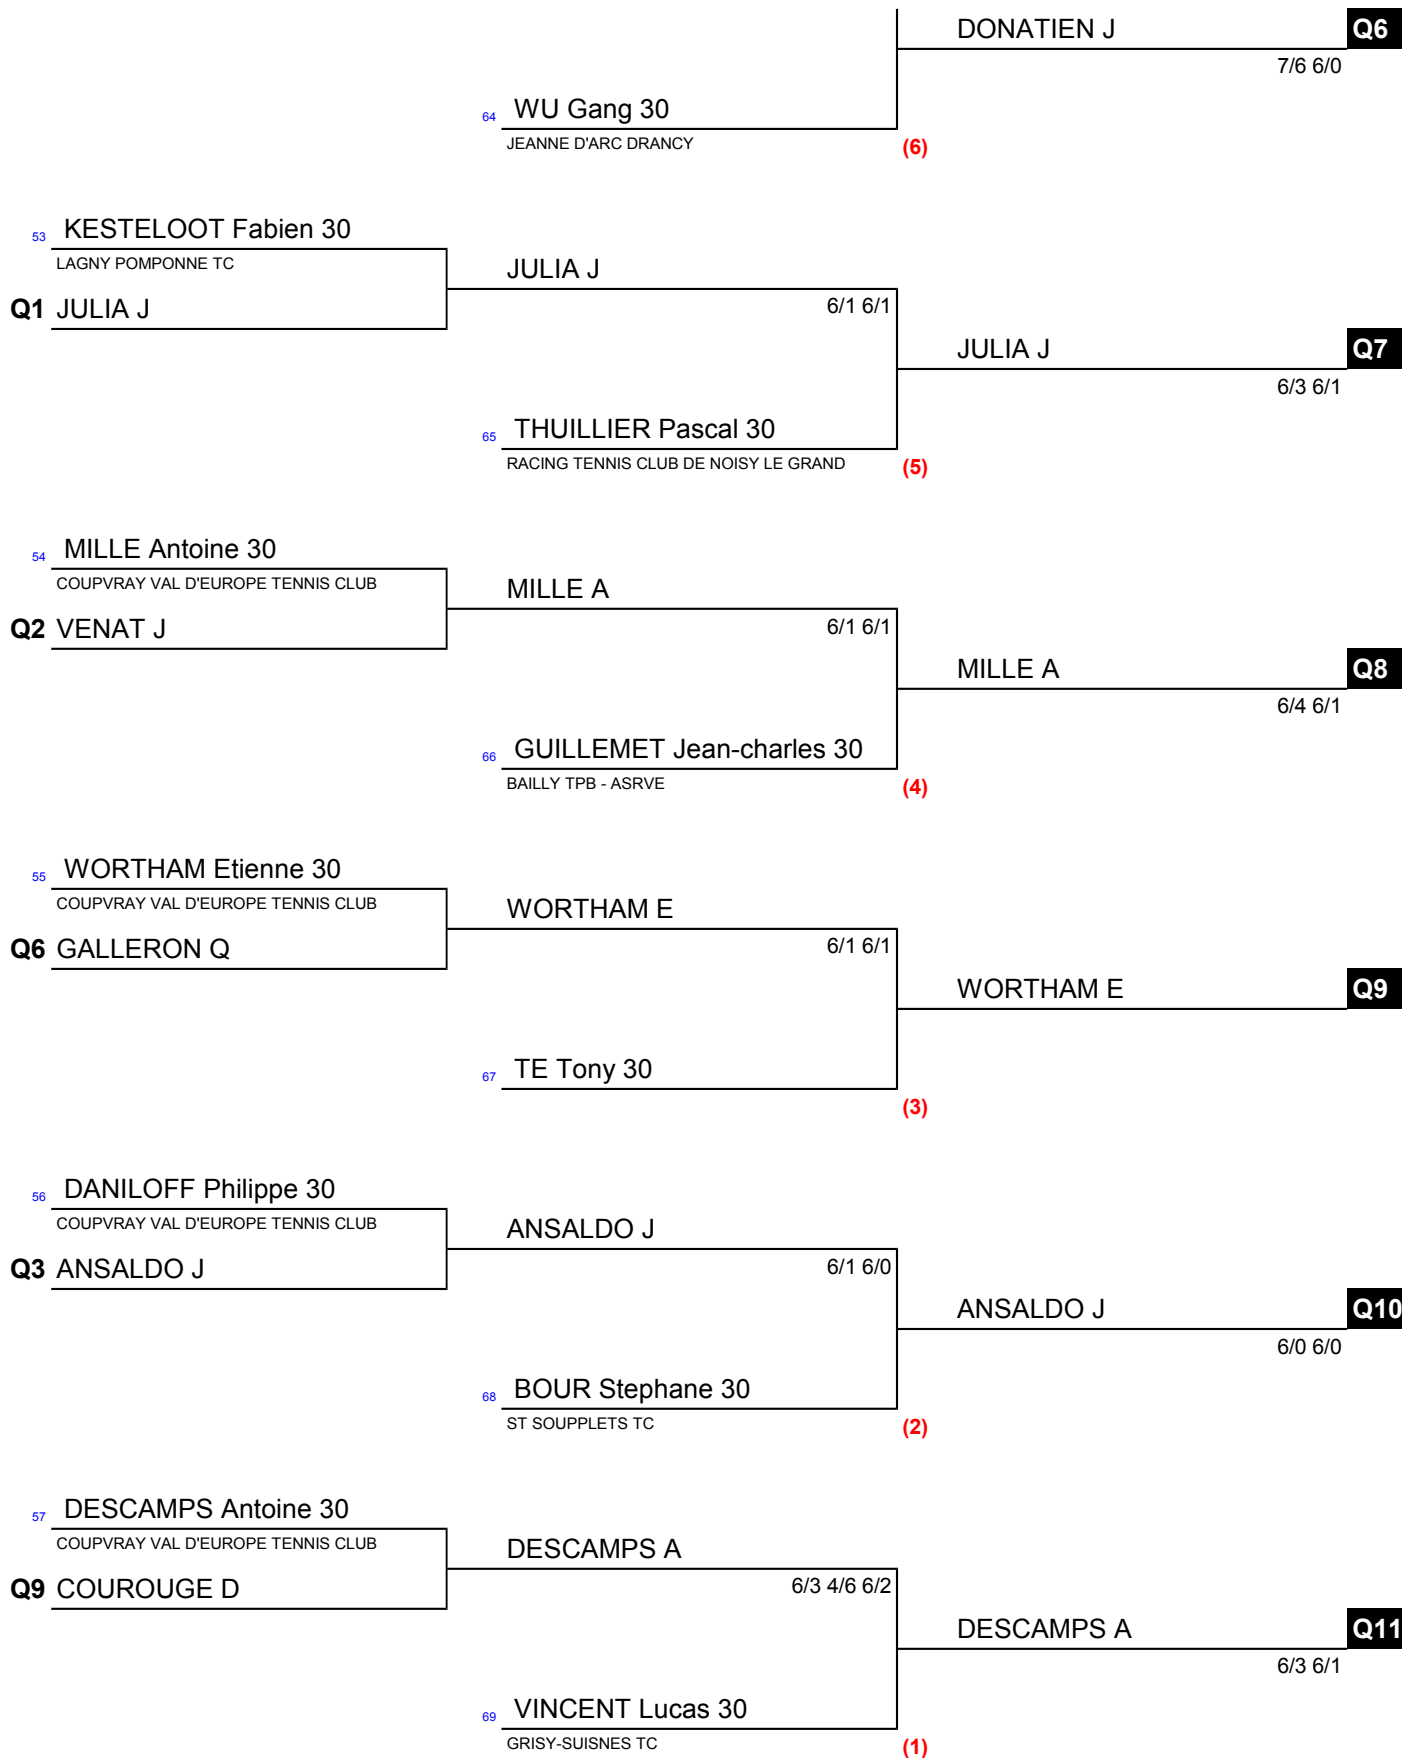 DONATIEN J Q6
7/6 6/0
64 WU Gang 30
JEANNE D'ARC DRANCY (6)
53 KESTELOOT Fabien 30
LAGNY POMPONNE TC
JULIA J
6/1 6/1
Q1 JULIA J
JULIA J Q7
6/3 6/1
65 THUILLIER Pascal 30
RACING TENNIS CLUB DE NOISY LE GRAND (5)
54 MILLE Antoine 30
COUPVRAY VAL D'EUROPE TENNIS CLUB
MILLE A
6/1 6/1
Q2 VENAT J
MILLE A Q8
6/4 6/1
66 GUILLEMET Jean-charles 30
BAILLY TPB - ASRVE (4)
55 WORTHAM Etienne 30
COUPVRAY VAL D'EUROPE TENNIS CLUB
WORTHAM E
6/1 6/1
Q6 GALLERON Q
WORTHAM E Q9
67 TE Tony 30
(3)
56 DANILOFF Philippe 30
COUPVRAY VAL D'EUROPE TENNIS CLUB
ANSALDO J
6/1 6/0
Q3 ANSALDO J
ANSALDO J Q10
6/0 6/0
68 BOUR Stephane 30
ST SOUPPLETS TC (2)
57 DESCAMPS Antoine 30
COUPVRAY VAL D'EUROPE TENNIS CLUB
DESCAMPS A
6/3 4/6 6/2
Q9 COUROUGE D
DESCAMPS A Q11
6/3 6/1
69 VINCENT Lucas 30
GRISY-SUISNES TC (1)